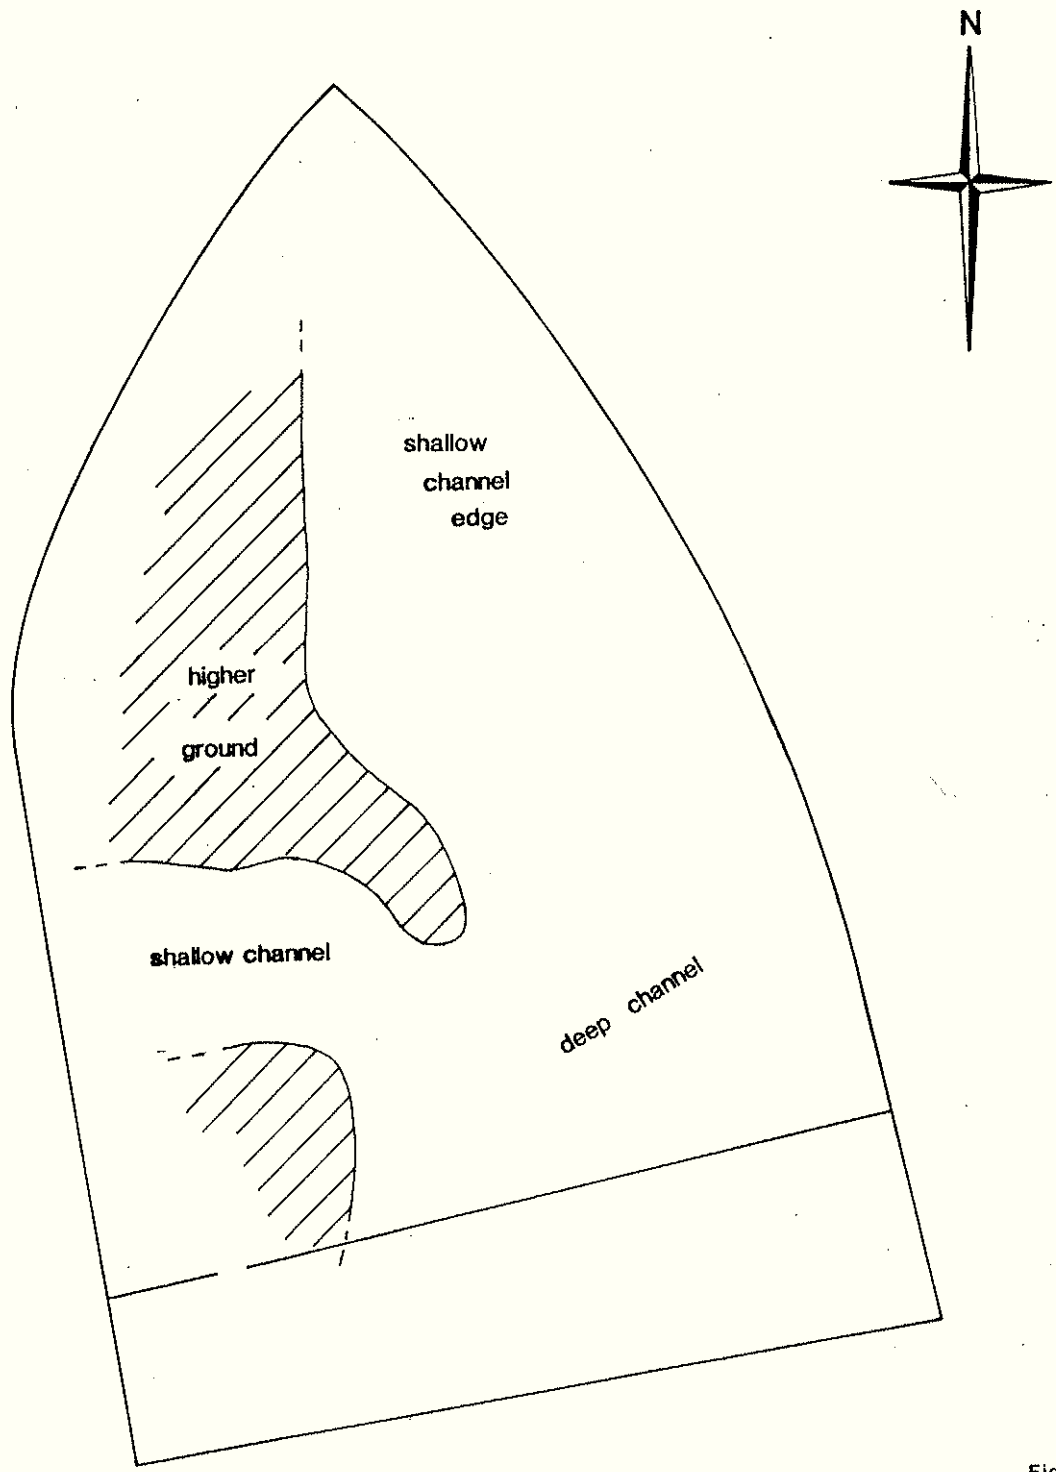 N
shallow
channel
edge
higher
ground
shallow channel
deep channel